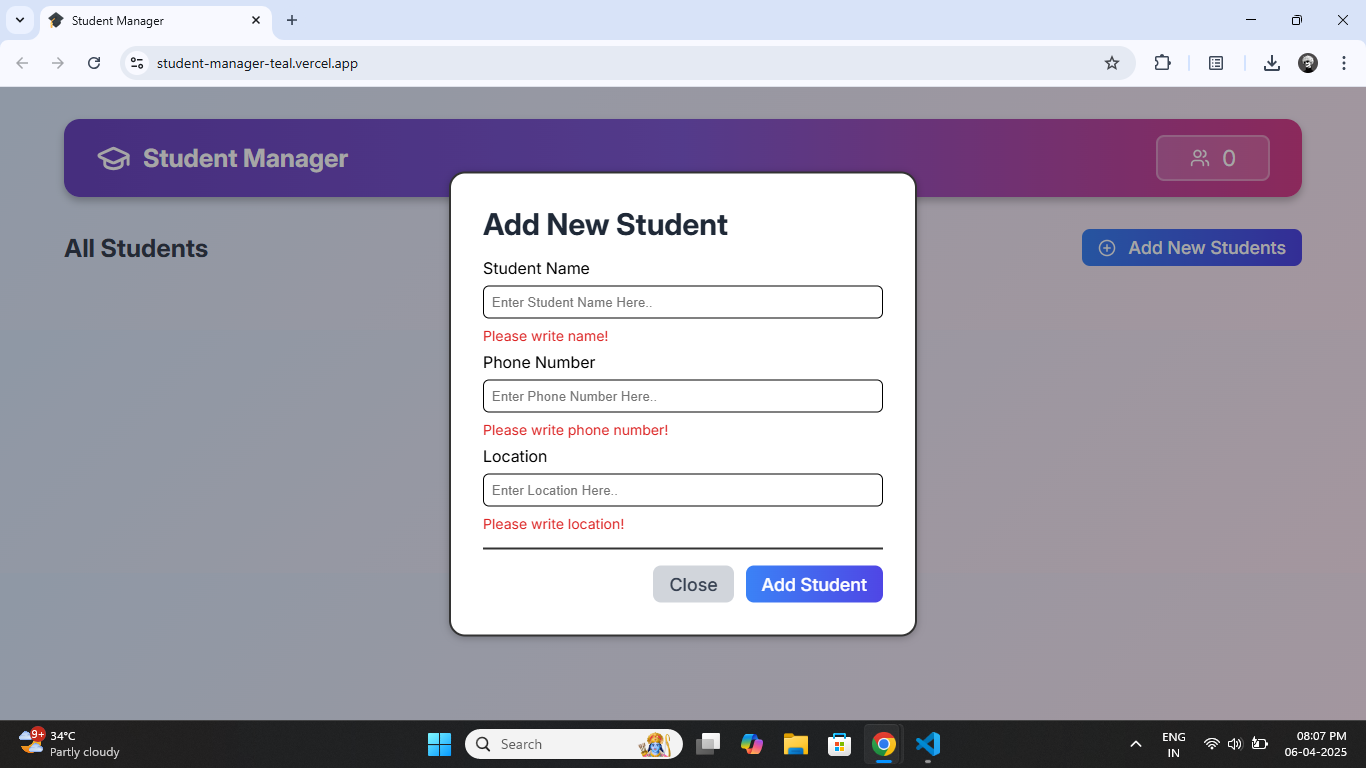 Student Manager
student-manager-teal.vercel.app
Student Manager
0
All Students
Add New Students
Add New Student
Student Name
Enter Student Name Here..
Please write name!
Phone Number
Enter Phone Number Here..
Please write phone number!
Location
Enter Location Here..
Please write location!
Close
Add Student
9+
34°C
Partly cloudy
Search
ENG
IN
08:07 PM
06-04-2025